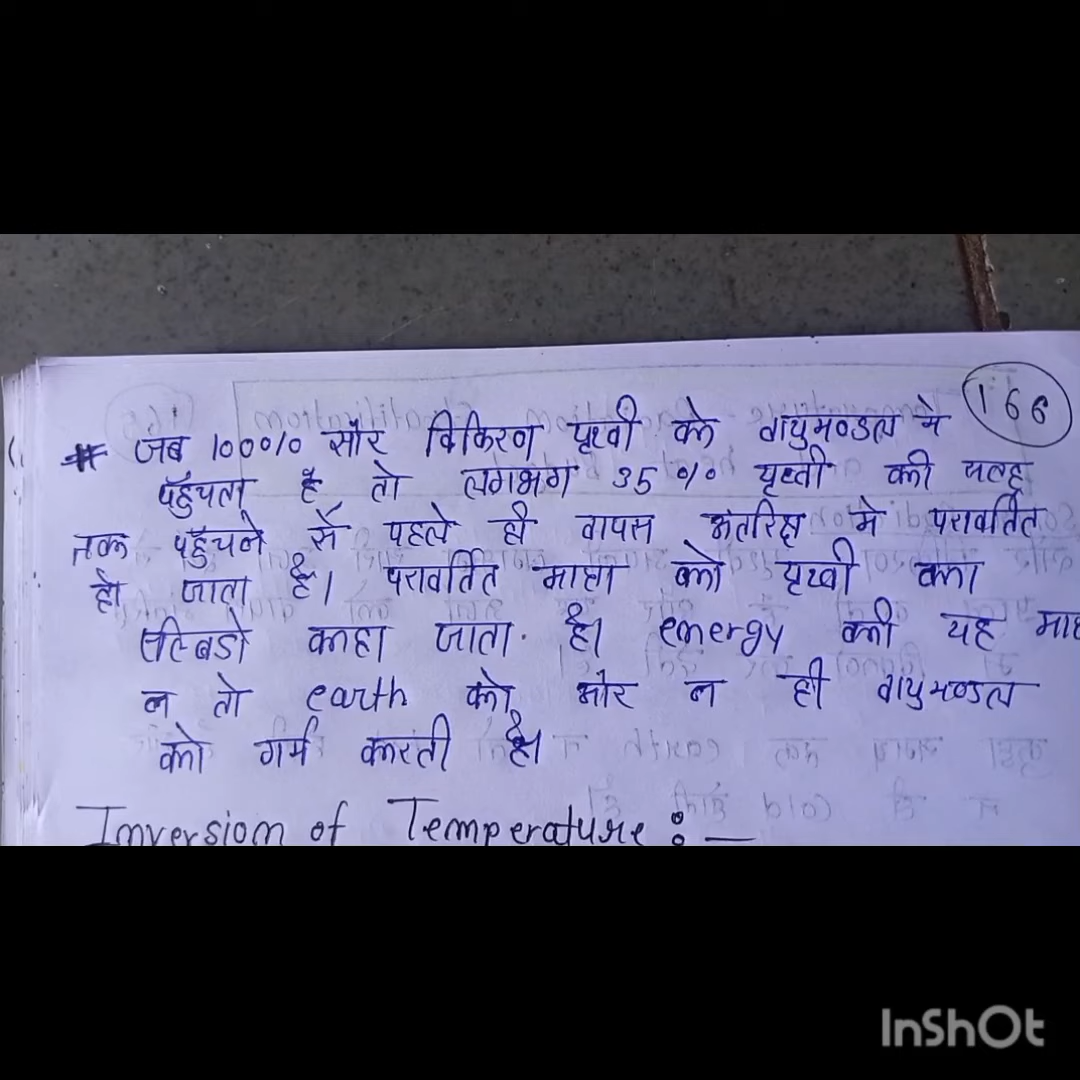 166
# जब 100% सौर विकिरण पृथ्वी के वायुमण्डल मे
पहुँचता है तो लगभग 35% पृथ्वी की सतह
तक पहुँचने से पहले ही वापस अंतरिक्ष मे परावर्तित
हो जाता है। परावर्तित मात्रा को पृथ्वी का
एल्बिडो कहा जाता है। energy की यह
न तो earth को और न ही वायुमण्डल
को गर्म करती है।
Inversion of Temperature : —
InShOt